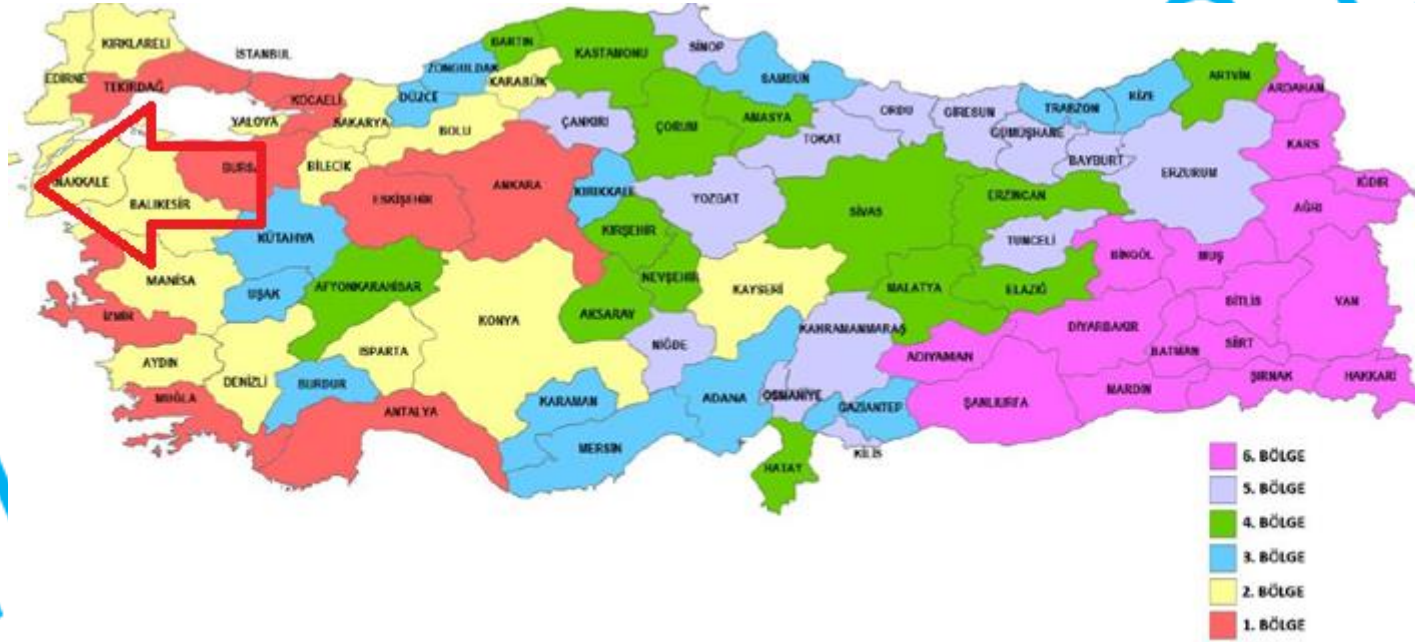 KIRKLARELİ
İSTANBUL
EDİRNE
TEKİRDAĞ
KOCAELİ
YALOVA
SAKARYA
DÜZCE
ZONGULDAK
BARTIN
KARABÜK
KASTAMONU
SİNOP
SAMSUN
BOLU
ÇANKIRI
ÇORUM
AMASYA
TOKAT
ORDU
GİRESUN
TRABZON
RİZE
ARTVİN
ARDAHAN
GÜMÜŞHANE
BAYBURT
ERZURUM
KARS
IĞDIR
AĞRI
NAKKALE
BALIKESİR
BURS
BİLECİK
ESKİŞEHİR
ANKARA
KIRIKKALE
YOZGAT
SİVAS
ERZİNCAN
TUNCELİ
BİNGÖL
MUŞ
KÜTAHYA
KIRŞEHİR
MANİSA
UŞAK
AFYONKARAHİSAR
NEVŞEHİR
KAYSERİ
MALATYA
ELAZIĞ
BİTLİS
VAN
İZMİR
KONYA
AKSARAY
NİĞDE
KAHRAMANMARAŞ
DİYARBAKIR
BATMAN
SİİRT
AYDIN
DENİZLİ
ISPARTA
BURDUR
ADIYAMAN
ŞIRNAK
HAKKARİ
MUĞLA
ANTALYA
KARAMAN
ADANA
OSMANİYE
GAZİANTEP
ŞANLIURFA
MARDİN
MERSİN
KİLİS
HATAY
6. BÖLGE
5. BÖLGE
4. BÖLGE
3. BÖLGE
2. BÖLGE
1. BÖLGE